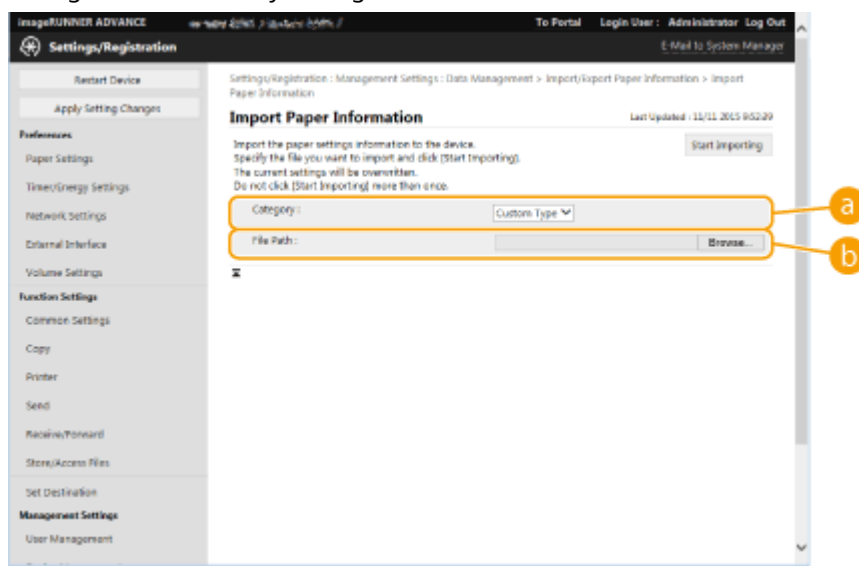 imageRUNNER ADVANCE
To Portal Login User : Administrator Log Out
Settings/Registration
E-Mail to System Manager
Restart Device
Apply Setting Changes
Preferences
Paper Settings
Timer/Energy Settings
Network Settings
External Interface
Volume Settings
Function Settings
Common Settings
Copy
Printer
Send
Receive/Forward
Store/Access Files
Set Destination
Management Settings
User Management
Settings/Registration : Management Settings : Data Management > Import/Export Paper Information > Import
Paper Information
Import Paper Information
Last Updated : 11/11 2015 9:52:29
Import the paper settings information to the device.
Specify the file you want to import and click [Start Importing].
The current settings will be overwritten.
Do not click [Start Importing] more than once.
Start Importing
Category :
Custom Type
a
File Path :
Browse...
b